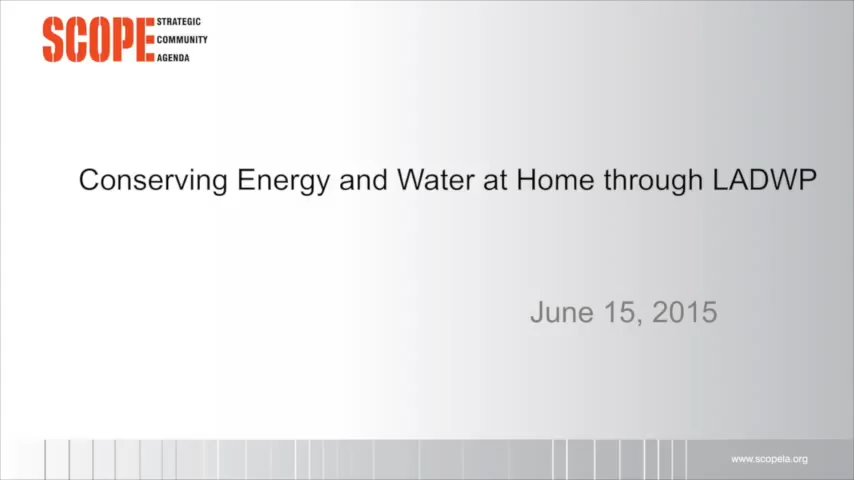 SCOPE
STRATEGIC
COMMUNITY
AGENDA
Conserving Energy and Water at Home through LADWP
June 15, 2015
www.scopela.org